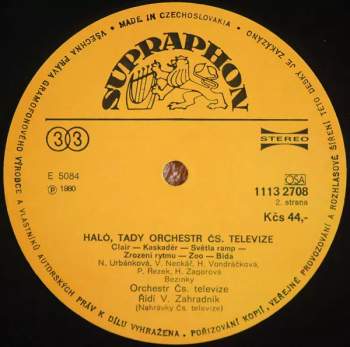 MADE IN CZECHOSLOVAKIA • VŠECHNA PRÁVA GRAMOFONOVÉHO VÝROBCE A VLASTNÍKŮ AUTORSKÝCH PRÁV K DÍLU VYHRAŽENA. POŘIZOVÁNÍ KOPIÍ, VEŘEJNÉ PROVOZOVÁNÍ A ROZHLASOVÉ ŠÍŘENÍ TÉTO DESKY JE ZAKÁZÁNO •
SUPRAPHON
33
STEREO
E 5084
Ⓟ 1980
OSA
1113 2708
2. strana
Kčs 44,-
HALÓ, TADY ORCHESTR ČS. TELEVIZE
Clair — Kaskadér — Světla ramp —
Zrození rytmu — Zoo — Bída
N. Urbánková, V. Neckář, H. Vondráčková,
P. Rezek, H. Zagorová
Bezinky
Orchestr Čs. televize
Řídí V. Zahradník
(Nahrávky Čs. televize)